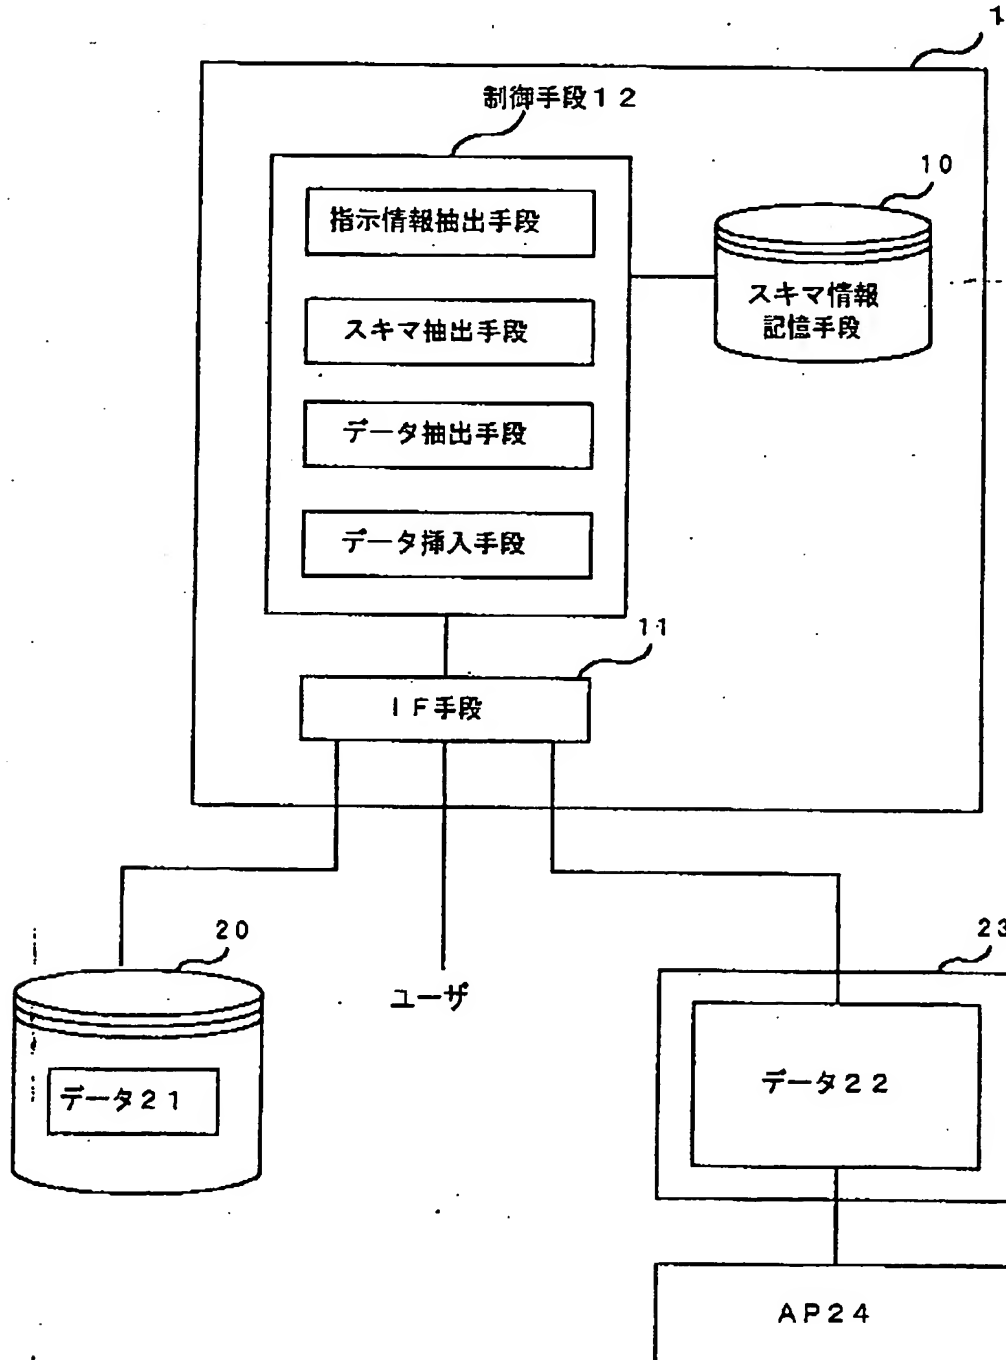 1
制御手段12
10
指示情報抽出手段
スキマ情報
記憶手段
スキマ抽出手段
データ抽出手段
データ挿入手段
11
IF手段
20
23
ユーザ
データ21
データ22
AP24